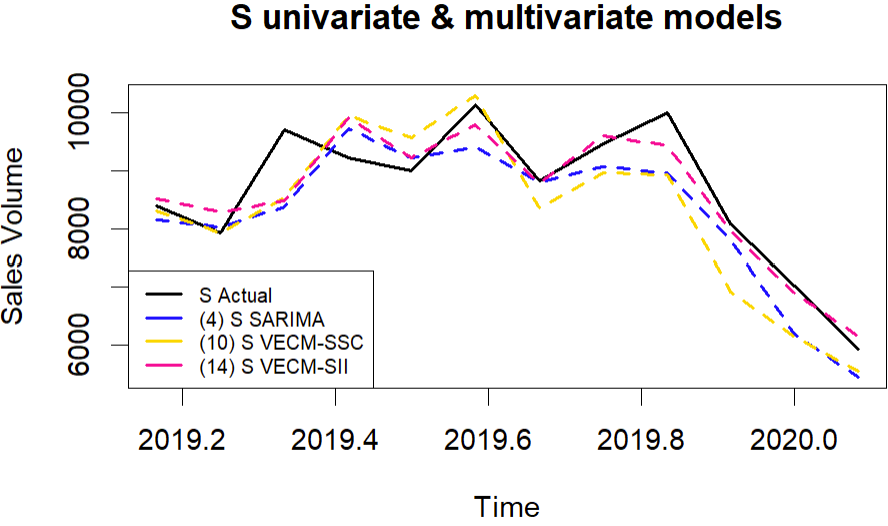 S univariate & multivariate models
Sales Volume
10000
8000
6000
S Actual
(4) S SARIMA
(10) S VECM-SSC
(14) S VECM-SII
2019.2 2019.4 2019.6 2019.8 2020.0
Time